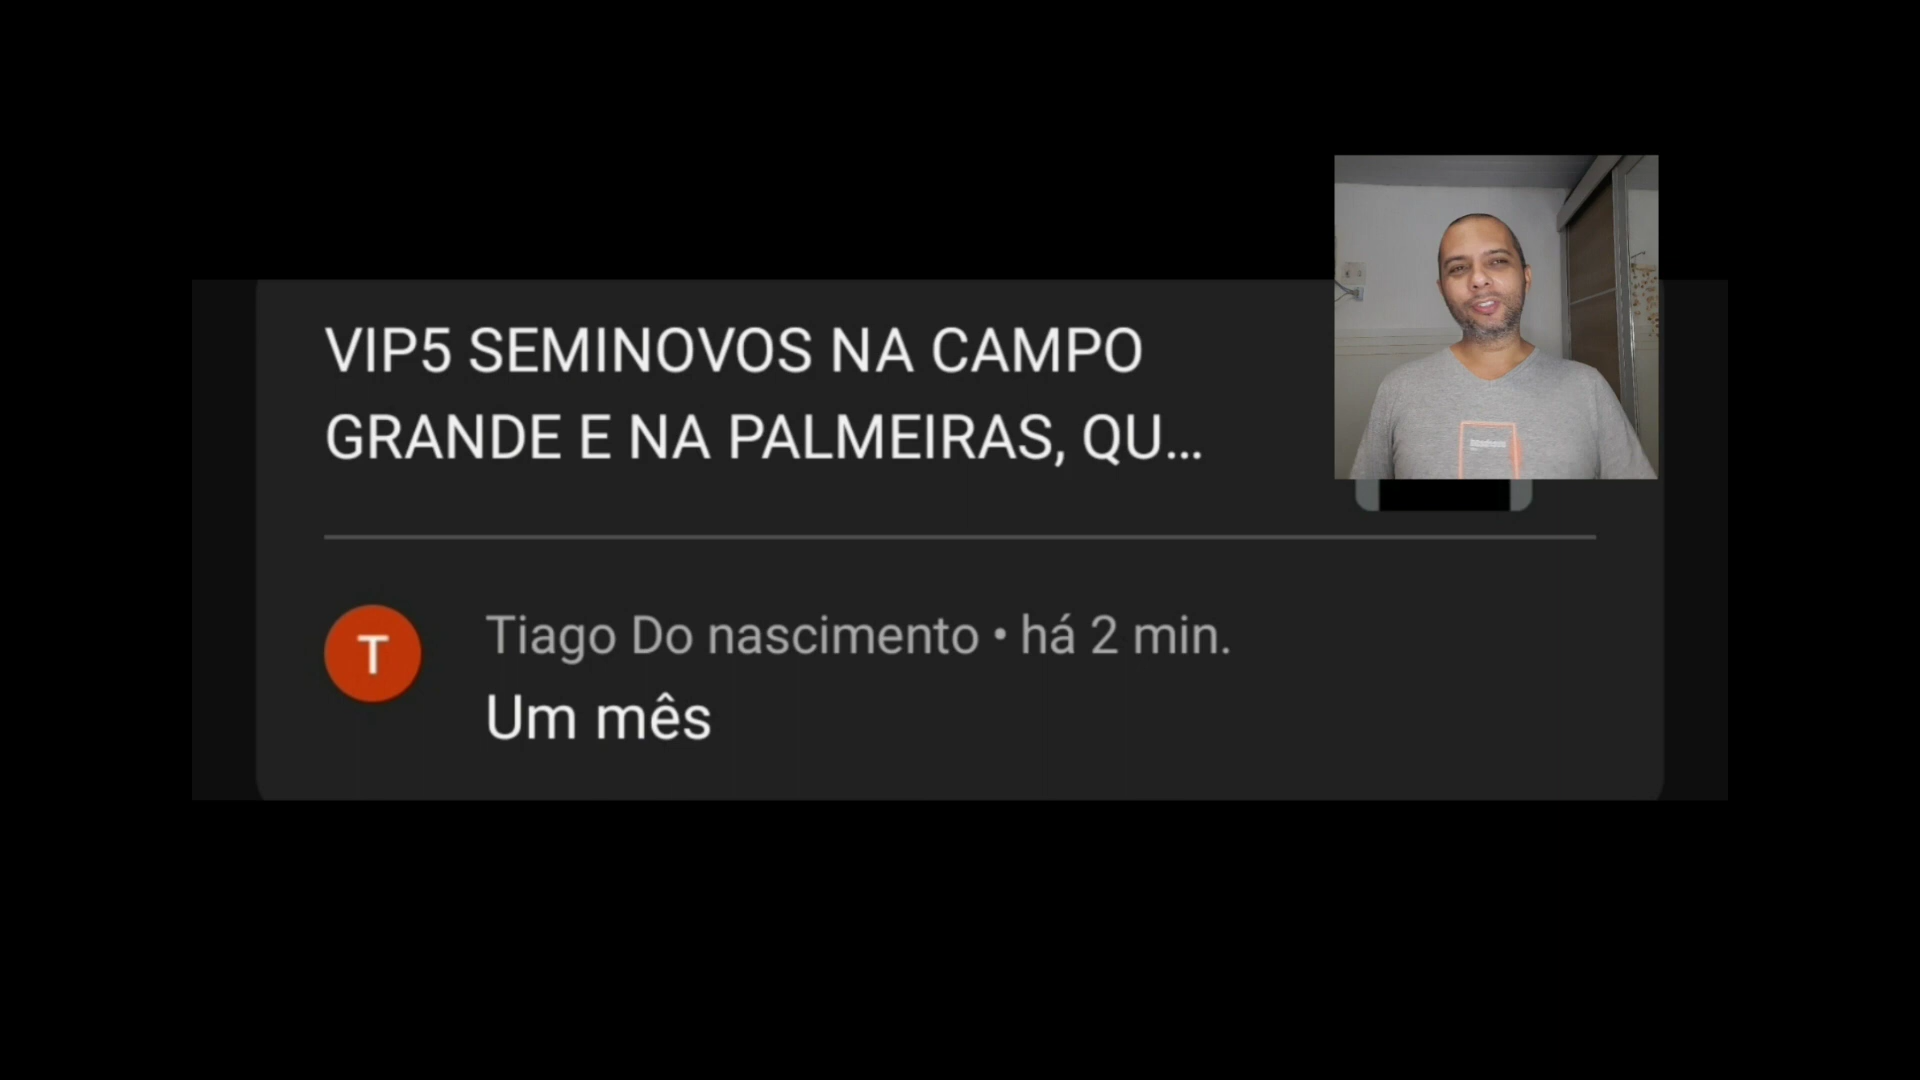 VIP5 SEMINOVOS NA CAMPO
GRANDE E NA PALMEIRAS, QU...
T
Tiago Do nascimento • há 2 min.
Um mês